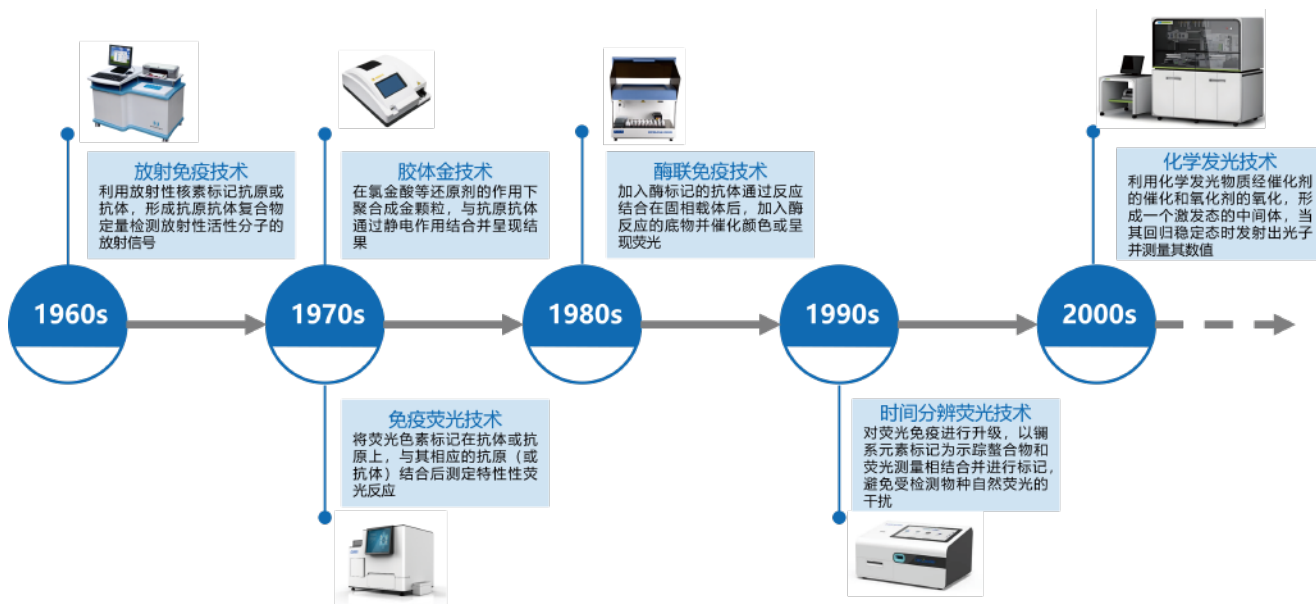 放射免疫技术
利用放射性核素标记抗原或
抗体，形成抗原抗体复合物
定量检测放射性活性分子的
放射信号
胶体金技术
在氯金酸等还原剂的作用下
聚合成金颗粒，与抗原抗体
通过静电作用结合并呈现结
果
酶联免疫技术
加入酶标记的抗体通过反应
结合在固相载体后，加入酶
反应的底物并催化颜色或呈
现荧光
化学发光技术
利用化学发光物质经催化剂
的催化和氧化剂的氧化，形
成一个激发态的中间体，当
其回归稳定态时发射出光子
并测量其数值
1960s
1970s
1980s
1990s
2000s
免疫荧光技术
将荧光色素标记在抗体或抗
原上，与其相应的抗原（或
抗体）结合后测定特性性荧
光反应
时间分辨荧光技术
对荧光免疫进行升级，以镧
系元素标记为示踪螯合物和
荧光测量相结合并进行标记，
避免受检测物种自然荧光的
干扰